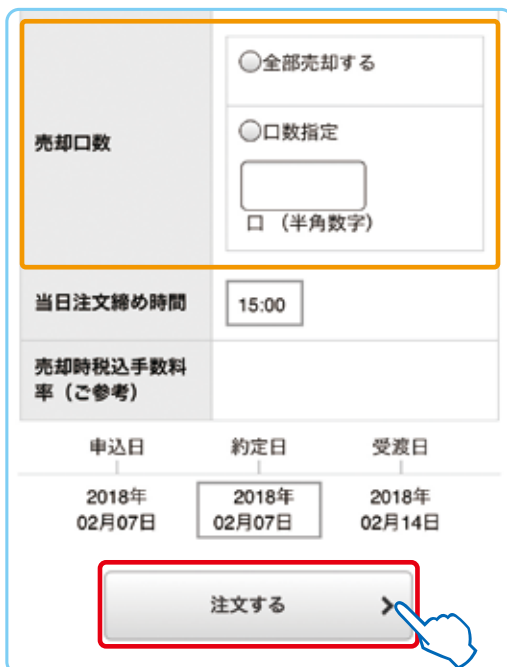 ○全部売却する
売却口数
○口数指定
口 （半角数字）
当日注文締め時間
15:00
売却時税込手数料
率（ご参考）
申込日 約定日 受渡日
2018年 2018年 2018年
02月07日 02月07日 02月14日
注文する